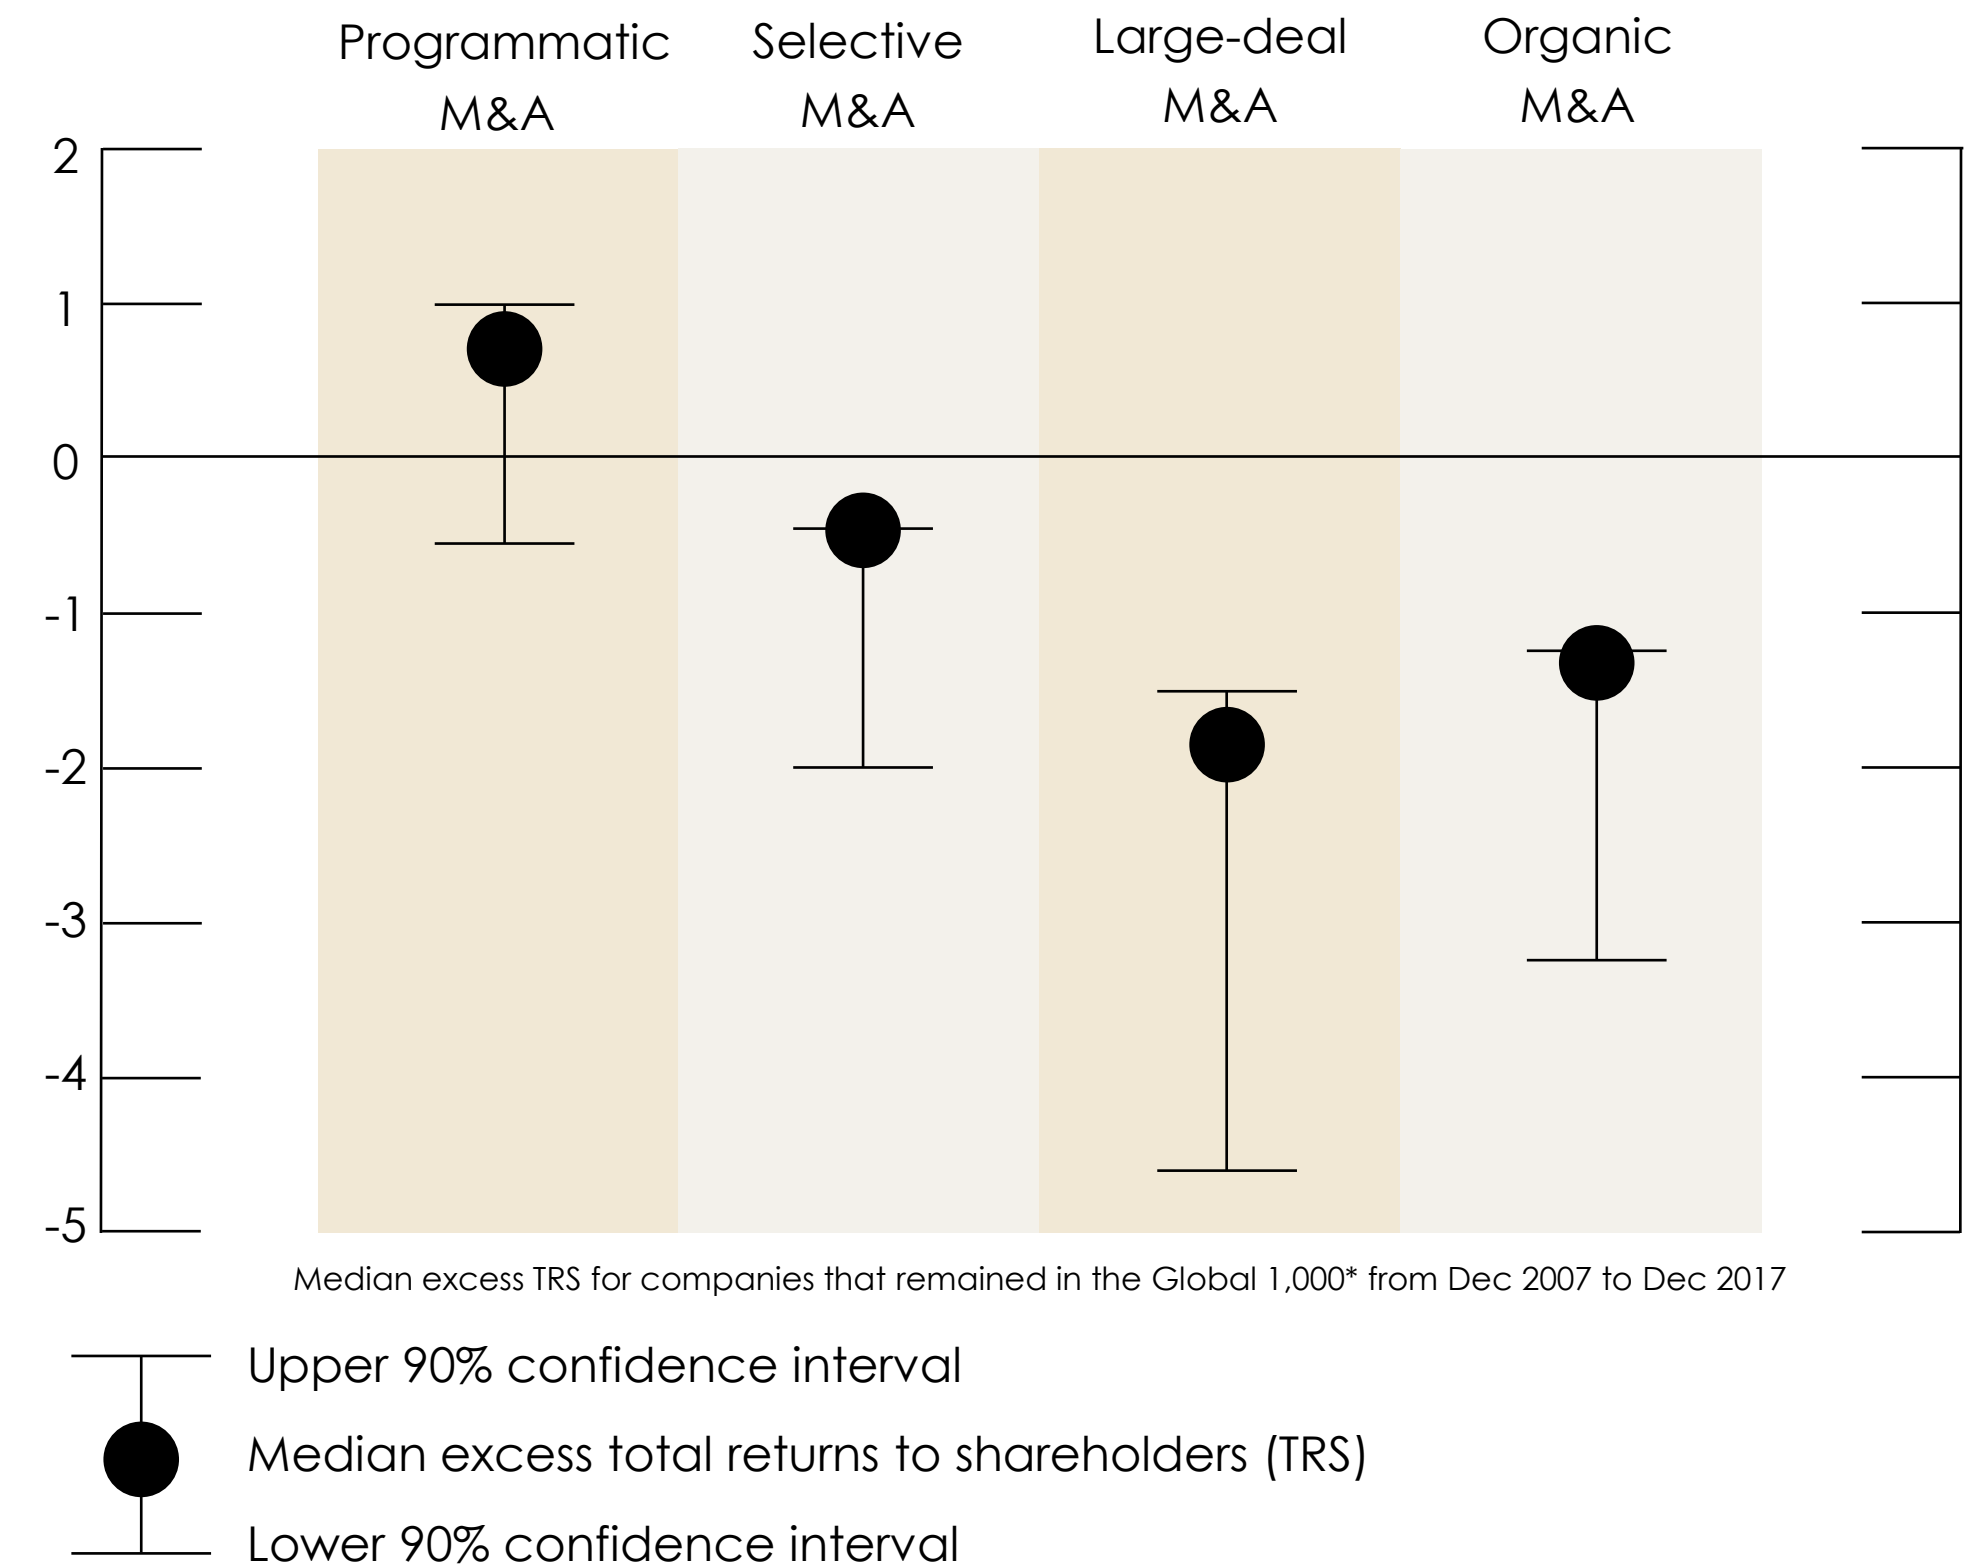 Programmatic
M&A
Selective
M&A
Large-deal
M&A
Organic
M&A
2
1
0
-1
-2
-3
-4
-5
Median excess TRS for companies that remained in the Global 1,000* from Dec 2007 to Dec 2017
Upper 90% confidence interval
Median excess total returns to shareholders (TRS)
Lower 90% confidence interval